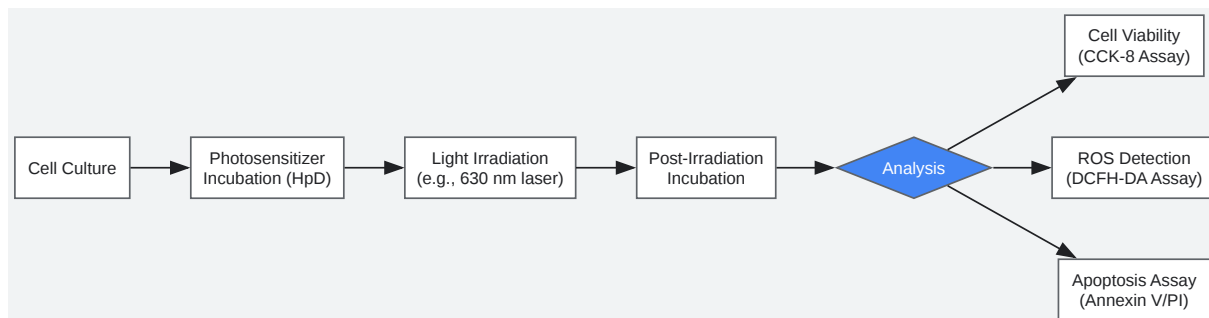 Cell Culture
Photosensitizer
Incubation (HpD)
Light Irradiation
(e.g., 630 nm laser)
Post-Irradiation
Incubation
Analysis
Cell Viability
(CCK-8 Assay)
ROS Detection
(DCFH-DA Assay)
Apoptosis Assay
(Annexin V/PI)